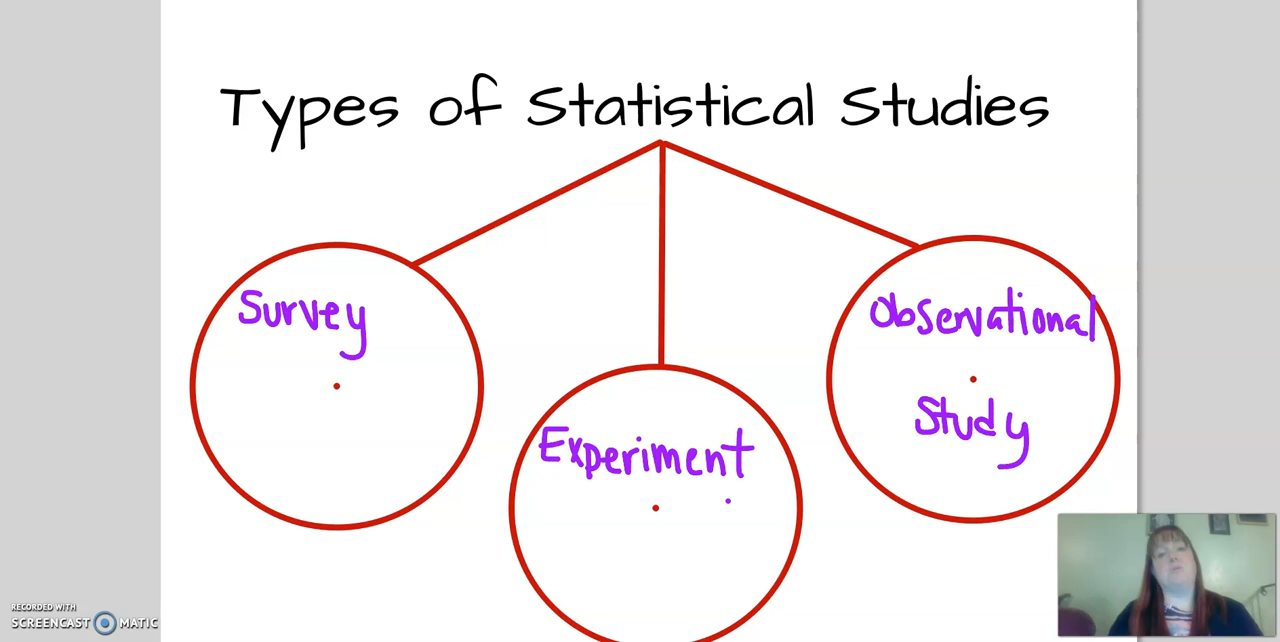 Types of Statistical Studies
Survey
Experiment
Observational
Study
RECORDED WITH
SCREENCAST MATIC